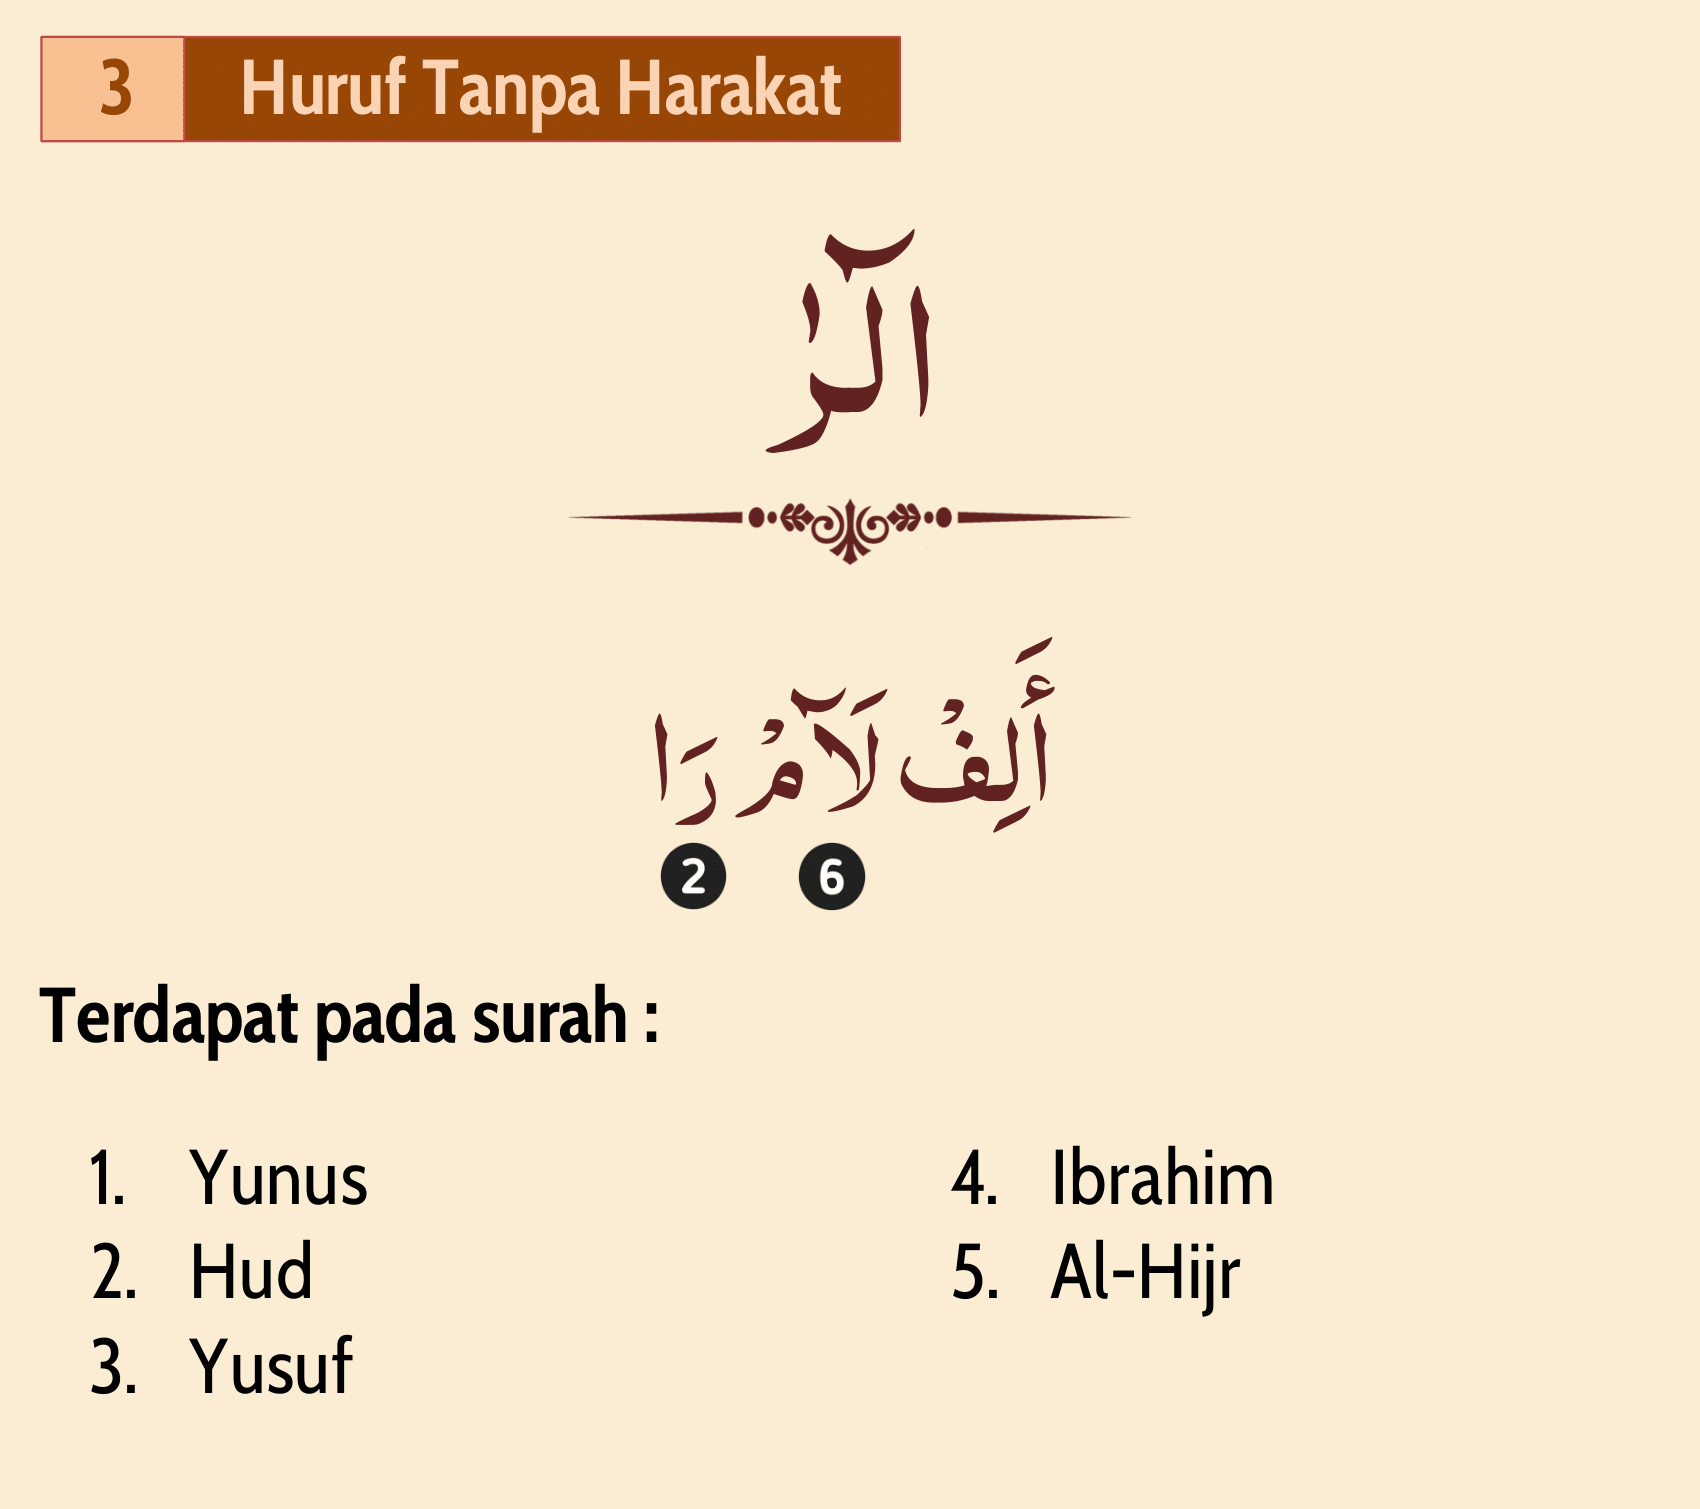 3 Huruf Tanpa Harakat
الٓرٰ
أَلِفْ لَآمْ رَا
2 6
Terdapat pada surah :
1. Yunus
2. Hud
3. Yusuf
4. Ibrahim
5. Al-Hijr